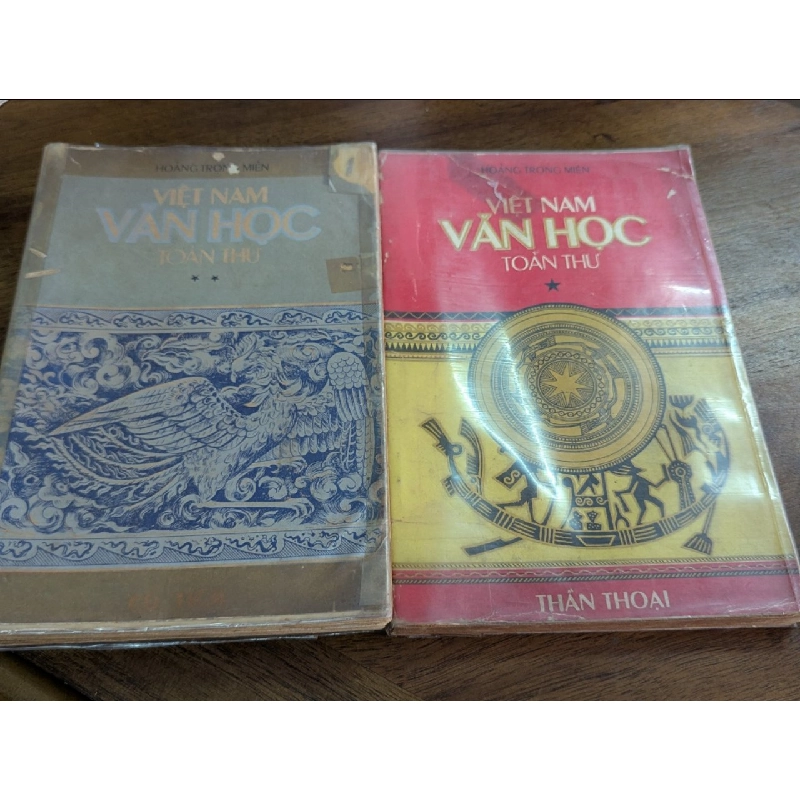 HOÀNG TRỌNG MIÊN
VIỆT NAM
VĂN HỌC
TOÀN THƯ
★ ★
HOÀNG TRỌNG MIÊN
VIỆT NAM
VĂN HỌC
TOÀN THƯ
★
THẦN THOẠI